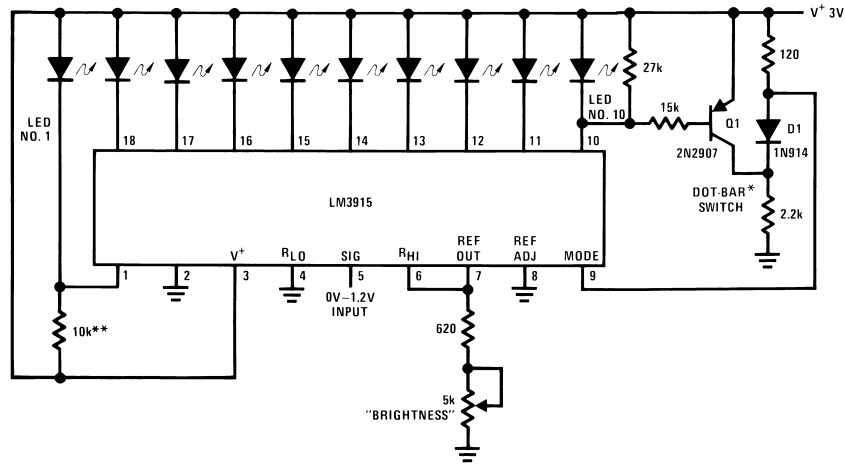 V+ 3V
27k
120
LED
NO. 1
LED
NO. 10
15k
Q1
D1
2N2907
1N914
18 17 16 15 14 13 12 11 10
DOT-BAR*
SWITCH
2.2k
LM3915
V+
RLO
SIG
RHI
REF
OUT
REF
ADJ
MODE
1 2 3 4 5 6 7 8 9
0V–1.2V
INPUT
10k**
620
5k
"BRIGHTNESS"